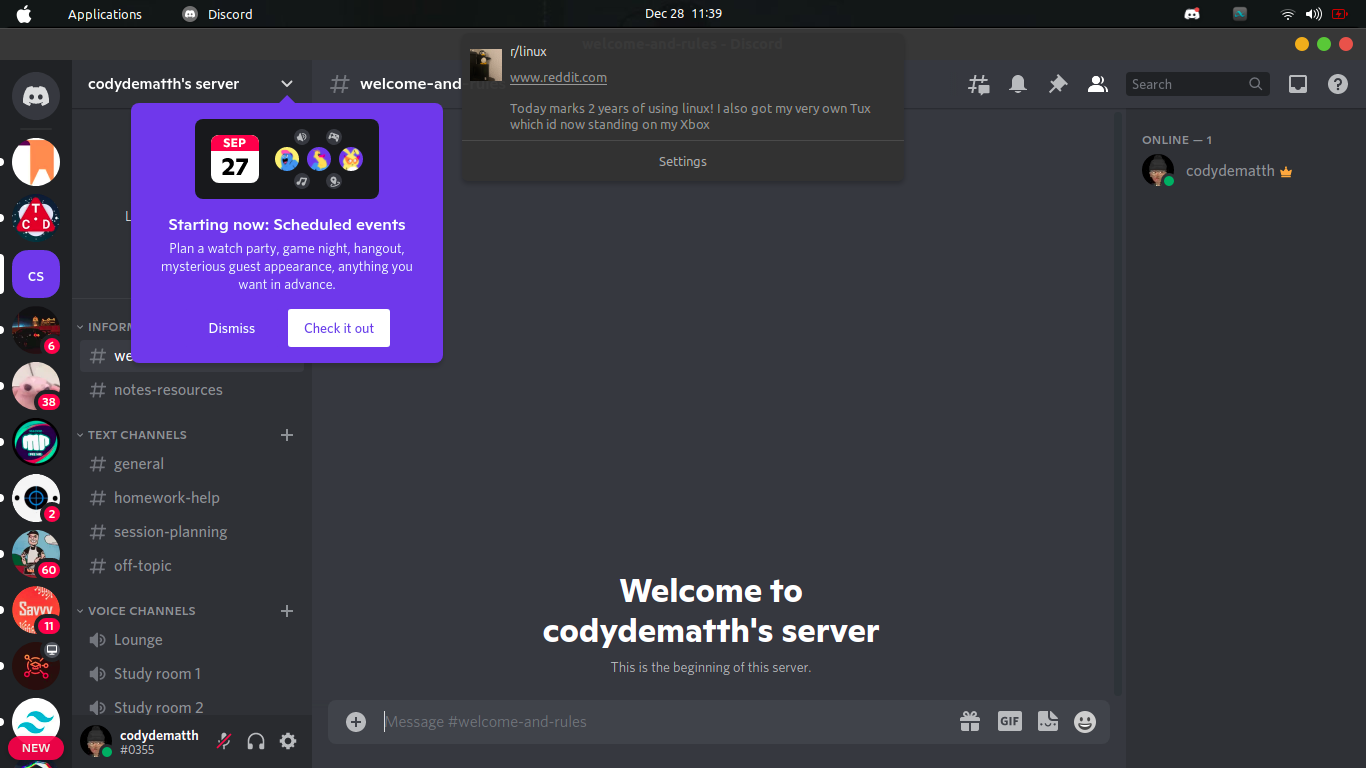 Applications
Discord
Dec 28 11:39
welcome-and-rules - Discord
r/linux
www.reddit.com
Today marks 2 years of using linux! I also got my very own Tux
which id now standing on my Xbox
Settings
codydematth's server
welcome-and
Search
SEP
27
Starting now: Scheduled events
Plan a watch party, game night, hangout,
mysterious guest appearance, anything you
want in advance.
Dismiss
Check it out
L
T
C D
CS
6
38
2
60
Savvy
11
NEW
INFORM
we
notes-resources
TEXT CHANNELS
general
homework-help
session-planning
off-topic
VOICE CHANNELS
Lounge
Study room 1
Study room 2
codydematth
#0355
Welcome to
codydematth's server
This is the beginning of this server.
Message #welcome-and-rules
GIF
ONLINE — 1
codydematth